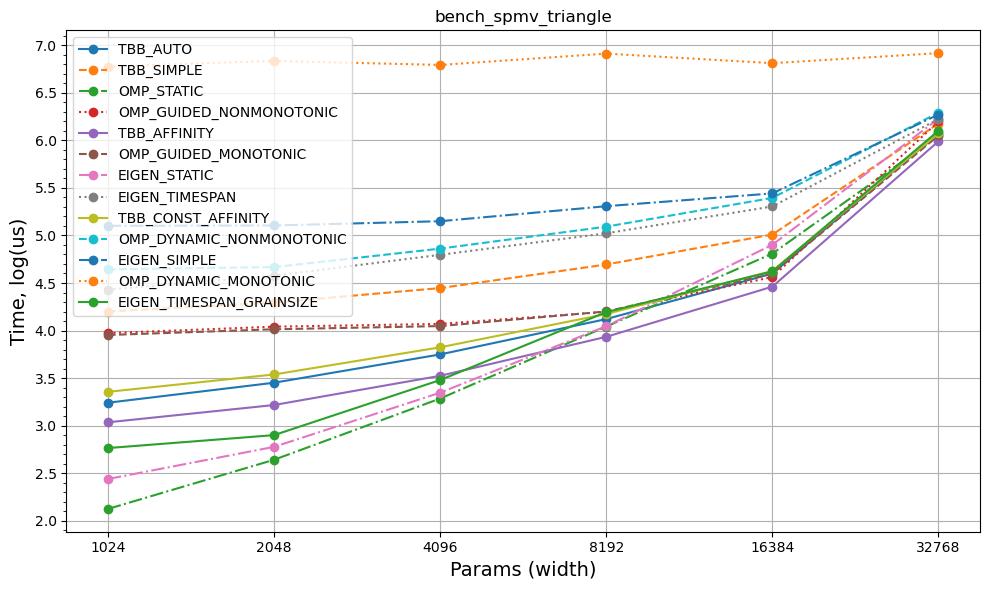 bench_spmv_triangle
Time, log(us)
7.0
6.5
6.0
5.5
5.0
4.5
4.0
3.5
3.0
2.5
2.0
TBB_AUTO
TBB_SIMPLE
OMP_STATIC
OMP_GUIDED_NONMONOTONIC
TBB_AFFINITY
OMP_GUIDED_MONOTONIC
EIGEN_STATIC
EIGEN_TIMESPAN
TBB_CONST_AFFINITY
OMP_DYNAMIC_NONMONOTONIC
EIGEN_SIMPLE
OMP_DYNAMIC_MONOTONIC
EIGEN_TIMESPAN_GRAINSIZE
1024 2048 4096 8192 16384 32768
Params (width)